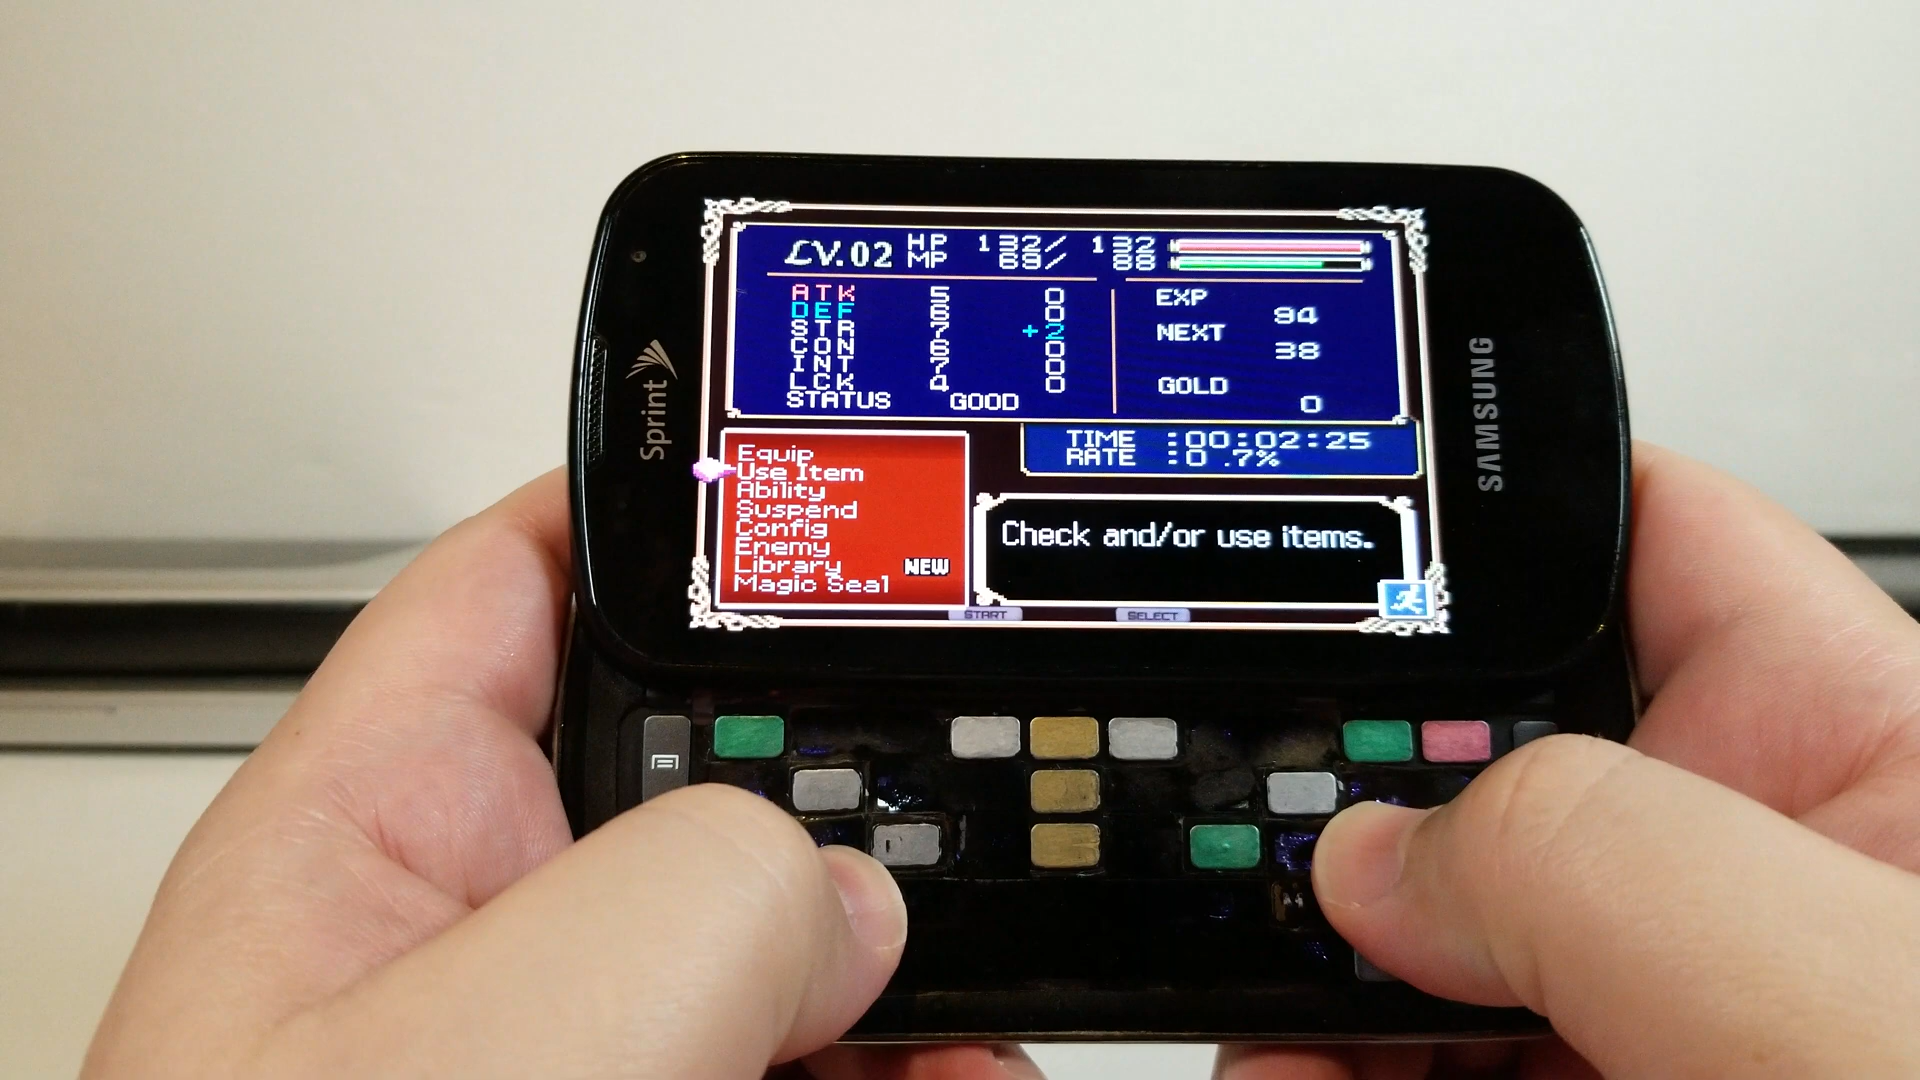 LV.02 HP 132/ 132
MP 69/ 88
ATK 5 0
DEF 6 0
STR 7 +2
CON 6 0
INT 7 0
LCK 4 0
STATUS GOOD
EXP
94
NEXT
38
GOLD
0
TIME :00:02:25
RATE :0.7%
Equip
Use Item
Ability
Suspend
Config
Enemy
Library NEW
Magic Seal
Check and/or use items.
START SELECT
Sprint
SAMSUNG